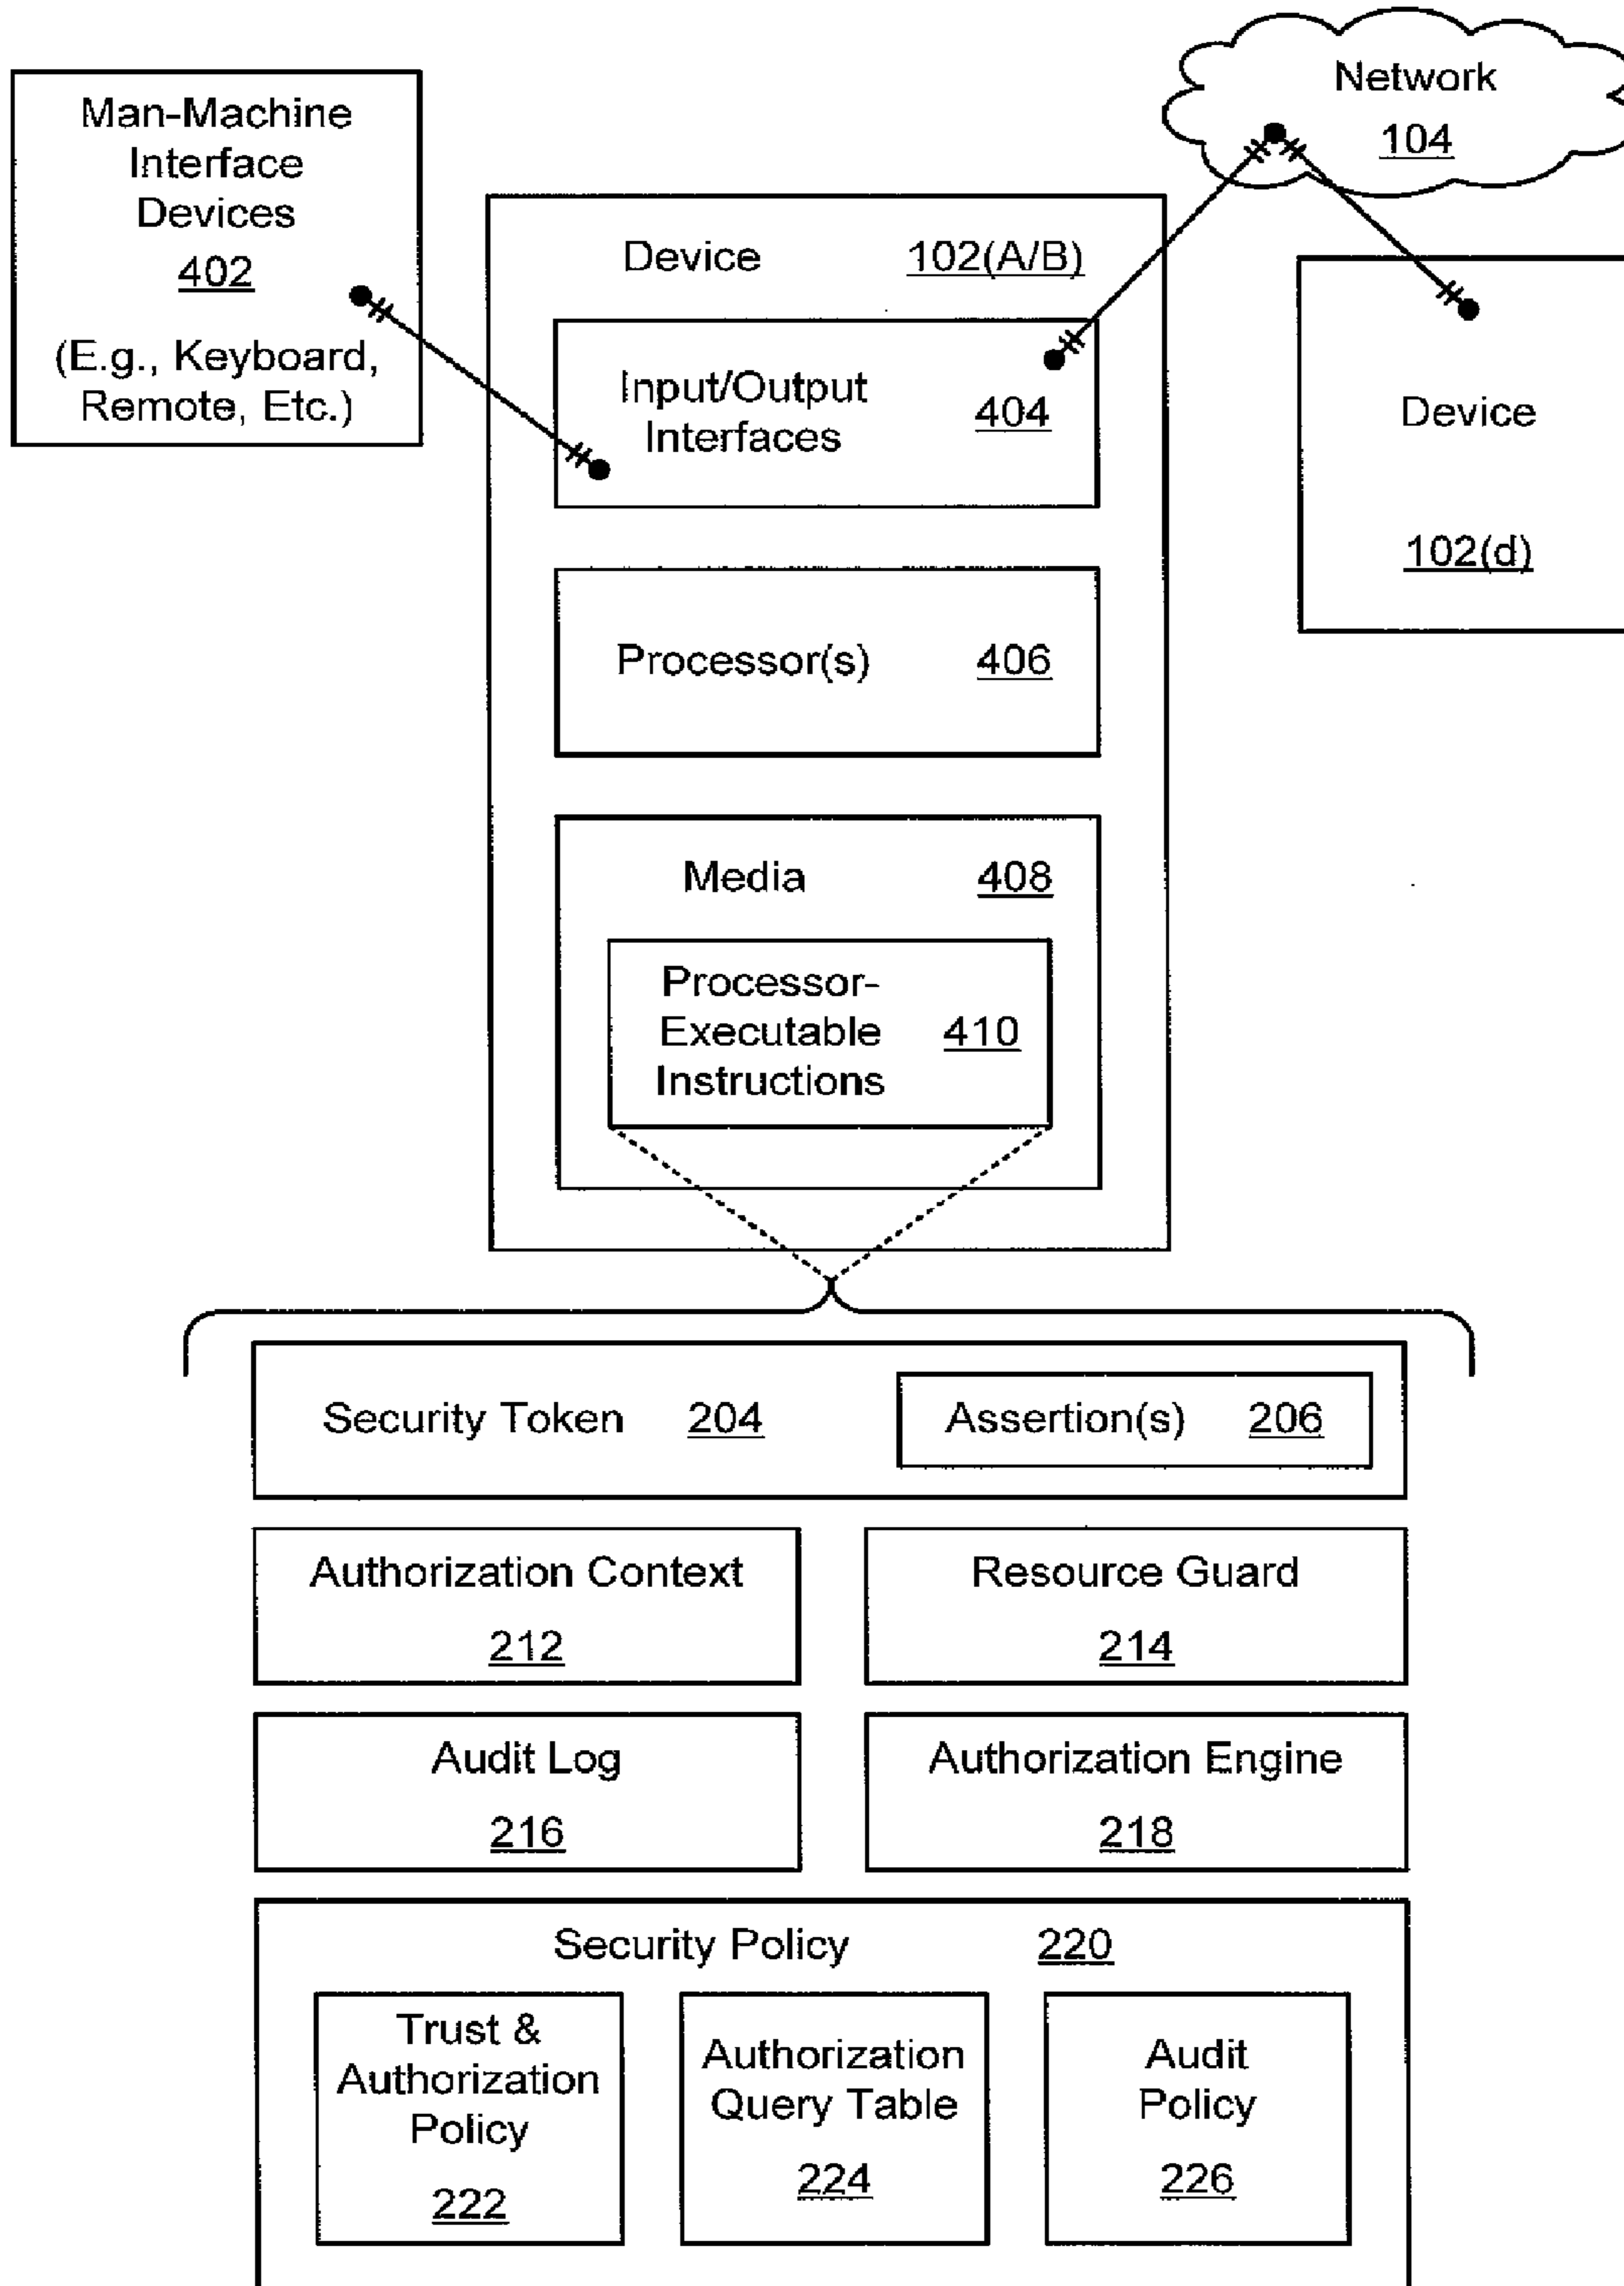 Network
104
Man-Machine
Interface
Devices
402
(E.g., Keyboard,
Remote, Etc.)
Device 102(A/B)
Input/Output
Interfaces
404
Device
102(d)
Processor(s) 406
Media 408
Processor-
Executable
Instructions
410
Security Token 204
Assertion(s) 206
Authorization Context
212
Resource Guard
214
Audit Log
216
Authorization Engine
218
Security Policy 220
Trust &
Authorization
Policy
222
Authorization
Query Table
224
Audit
Policy
226